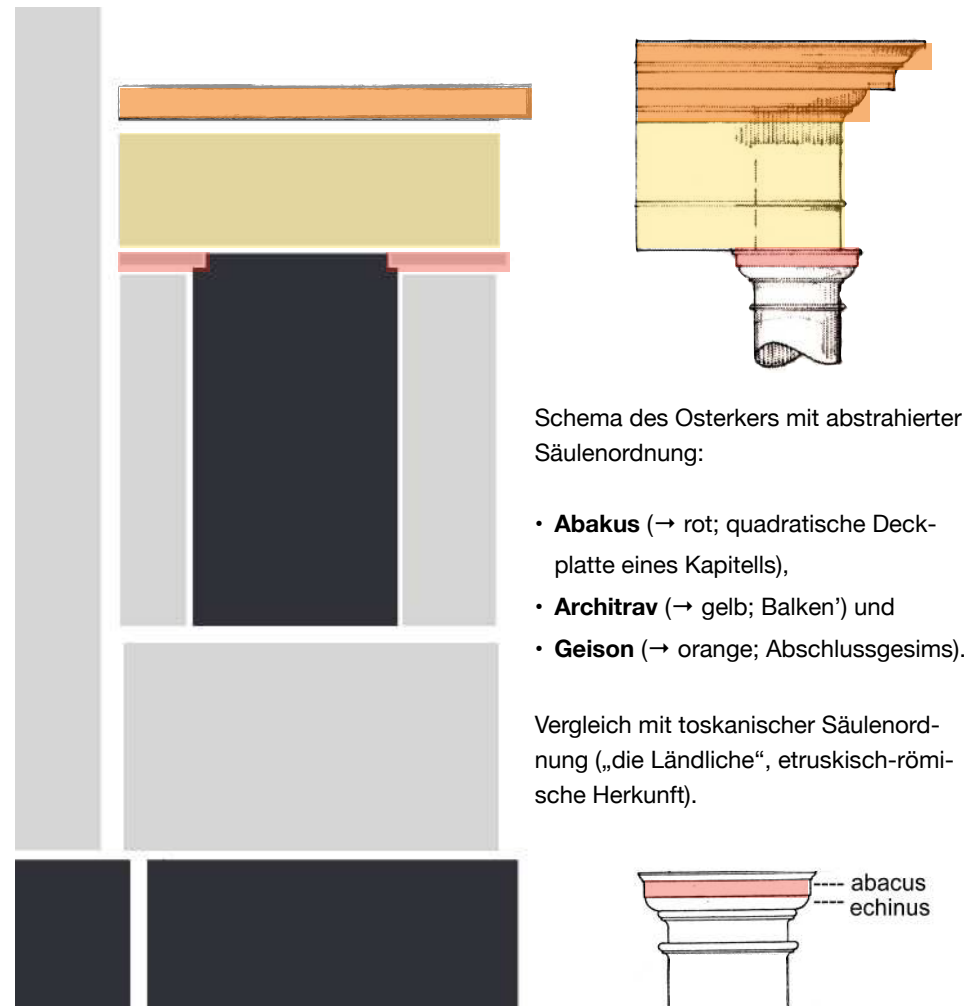 Schema des Osterkers mit abstrahierter
Säulenordnung:
• Abakus (→ rot; quadratische Deck-
platte eines Kapitells),
• Architrav (→ gelb; Balken’) und
• Geison (→ orange; Abschlussgesims).
Vergleich mit toskanischer Säulenord-
nung („die Ländliche“, etruskisch-römi-
sche Herkunft).
abacus
echinus